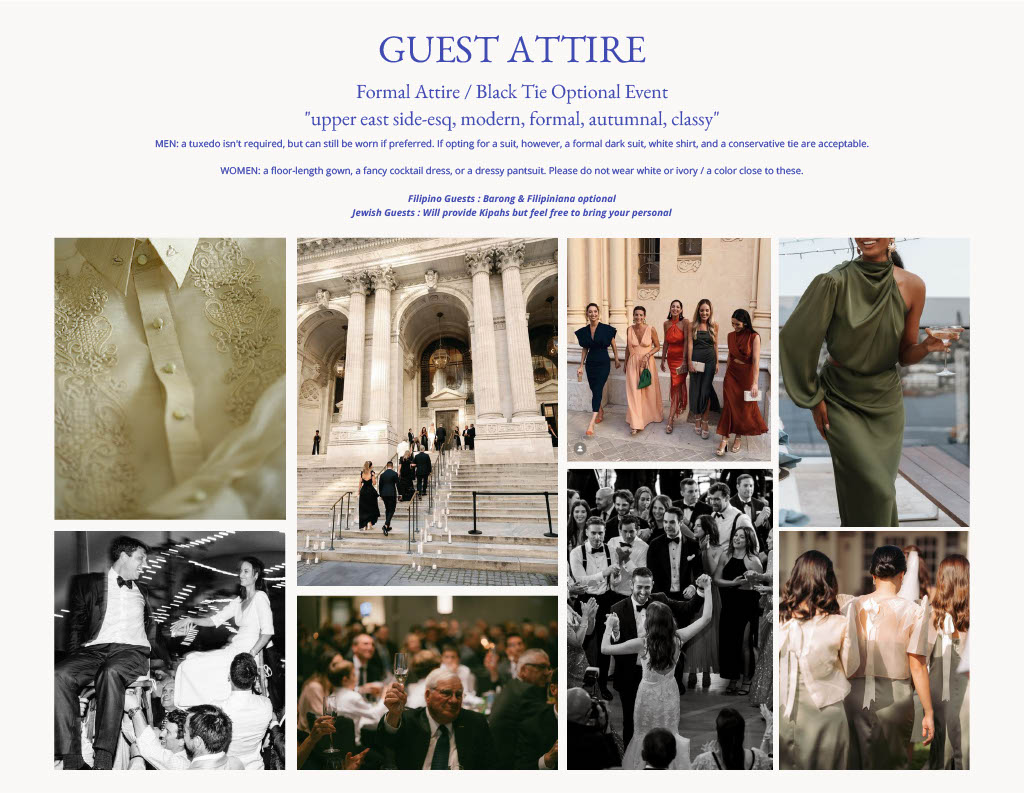 GUEST ATTIRE
Formal Attire / Black Tie Optional Event
"upper east side-esq, modern, formal, autumnal, classy"
MEN: a tuxedo isn't required, but can still be worn if preferred. If opting for a suit, however, a formal dark suit, white shirt, and a conservative tie are acceptable.
WOMEN: a floor-length gown, a fancy cocktail dress, or a dressy pantsuit. Please do not wear white or ivory / a color close to these.
Filipino Guests : Barong & Filipiniana optional
Jewish Guests : Will provide Kipahs but feel free to bring your personal